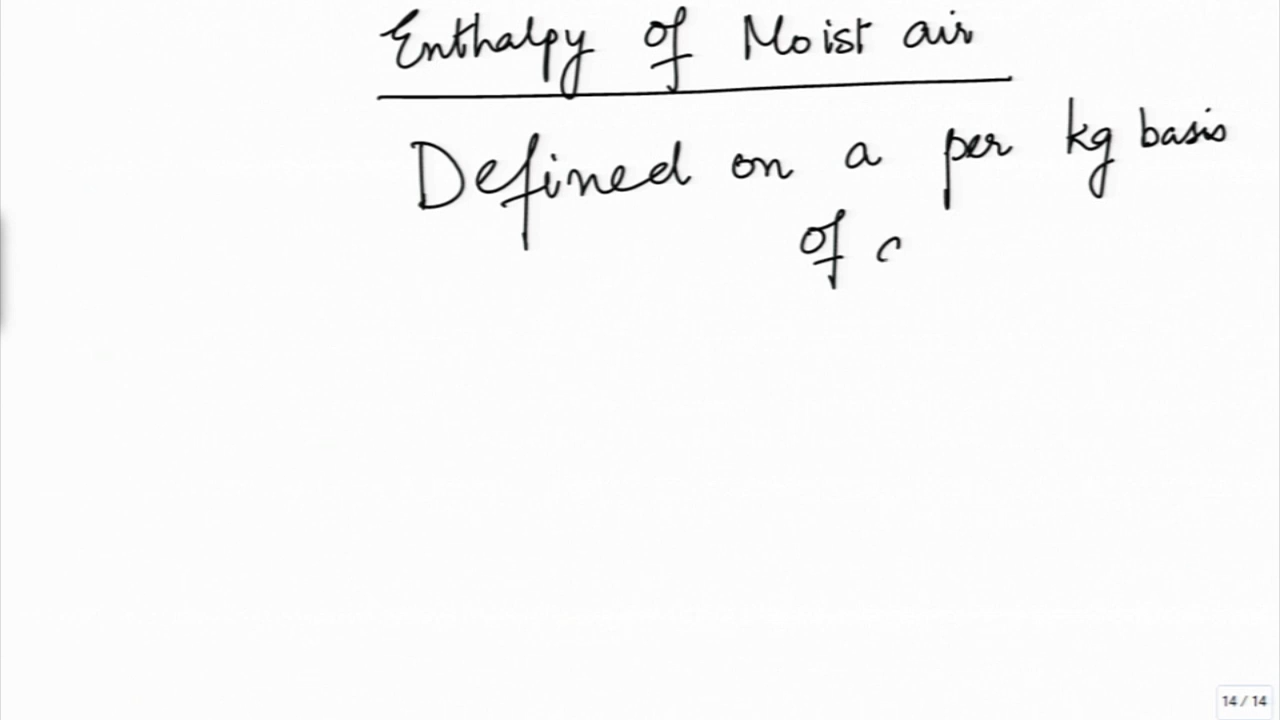 Enthalpy of Moist air
Defined on a per kg basis
of
14 / 14